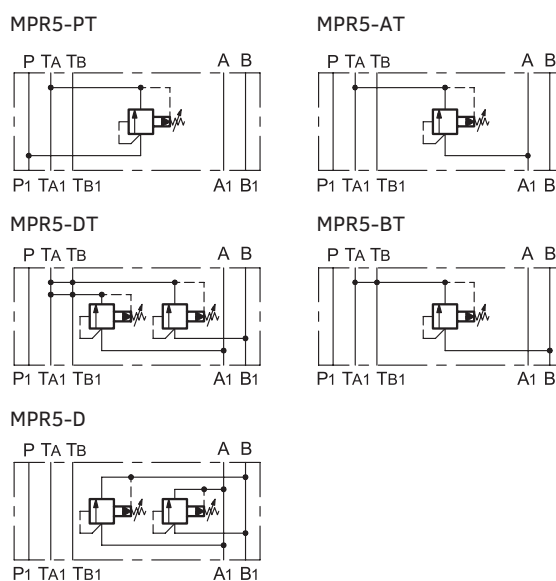 MPR5-PT
P TA TB A B
P1 TA1 TB1 A1 B1
MPR5-AT
P TA TB A B
P1 TA1 TB1 A1 B
MPR5-DT
P TA TB A B
P1 TA1 TB1 A1 B1
MPR5-BT
P TA TB A B
P1 TA1 TB1 A1 B
MPR5-D
P TA TB A B
P1 TA1 TB1 A1 B1